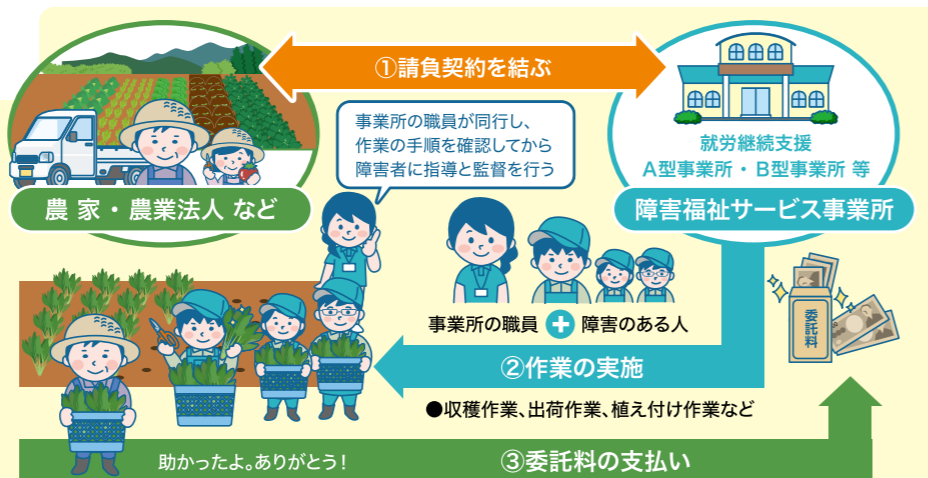 ①請負契約を結ぶ
事業所の職員が同行し、
作業の手順を確認してから
障害者に指導と監督を行う
就労継続支援
A型事業所・B型事業所 等
農家・農業法人 など
障害福祉サービス事業所
事業所の職員 + 障害のある人
委託料
②作業の実施
●収穫作業、出荷作業、植え付け作業など
助かったよ。ありがとう！
③委託料の支払い